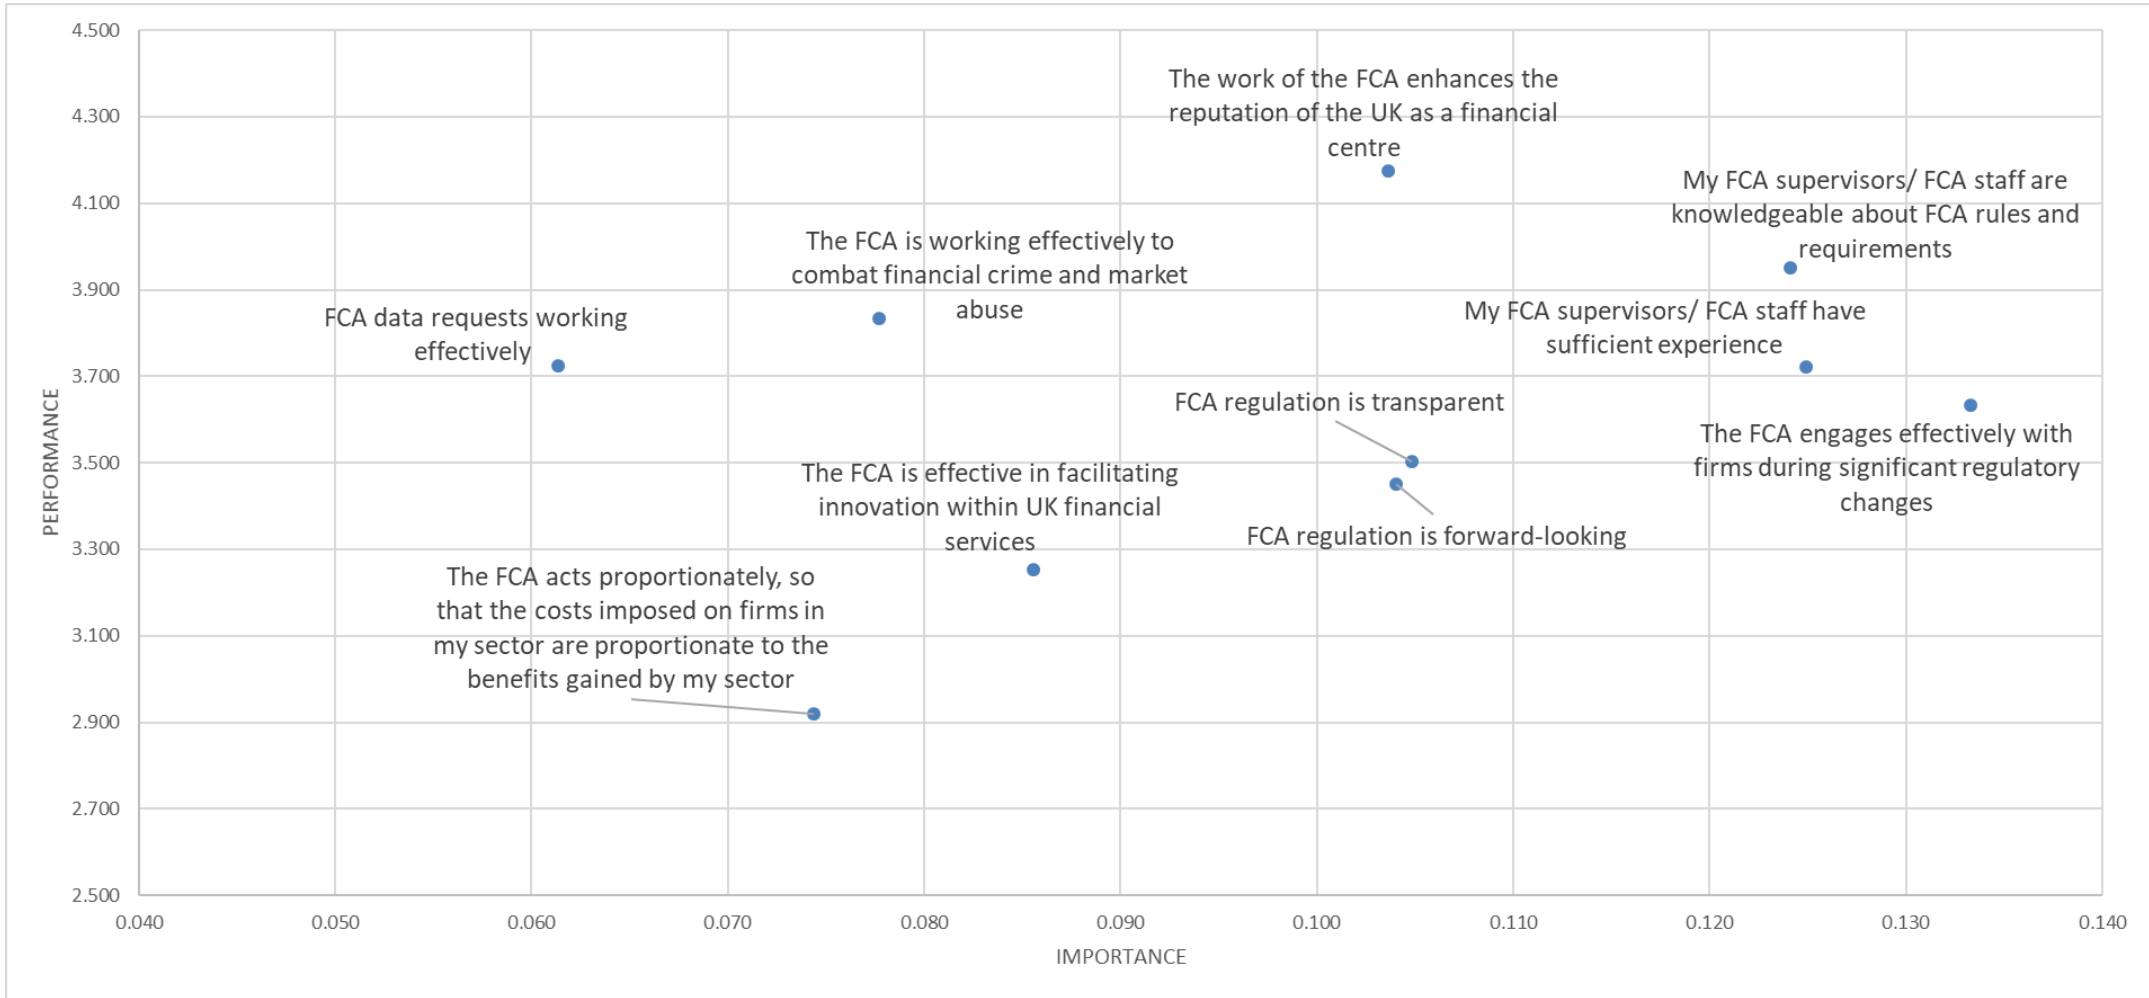 4.500
4.300
4.100
3.900
3.700
3.500
3.300
3.100
2.900
2.700
2.500
PERFORMANCE
The work of the FCA enhances the
reputation of the UK as a financial
centre
My FCA supervisors/ FCA staff are
knowledgeable about FCA rules and
requirements
The FCA is working effectively to
combat financial crime and market
abuse
FCA data requests working
effectively
My FCA supervisors/ FCA staff have
sufficient experience
FCA regulation is transparent
The FCA engages effectively with
firms during significant regulatory
changes
The FCA is effective in facilitating
innovation within UK financial
services
FCA regulation is forward-looking
The FCA acts proportionately, so
that the costs imposed on firms in
my sector are proportionate to the
benefits gained by my sector
0.040
0.050
0.060
0.070
0.080
0.090
0.100
0.110
0.120
0.130
0.140
IMPORTANCE